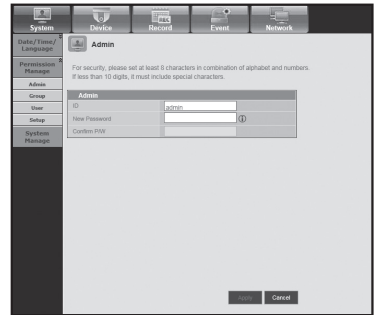 System Device Record Event Network
Date/Time/
Language
Permission
Manage
Admin
Group
User
Setup
System
Manage
Admin
For security, please set at least 8 characters in combination of alphabet and numbers.
If less than 10 digits, it must include special characters.
Admin
ID admin
New Password
Confirm P/W
Apply Cancel